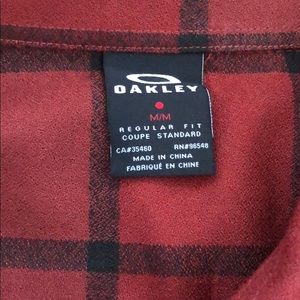 OAKLEY
M/M
REGULAR FIT
COUPE STANDARD
CA#35460 RN#96548
MADE IN CHINA
FABRIQUÉ EN CHINE